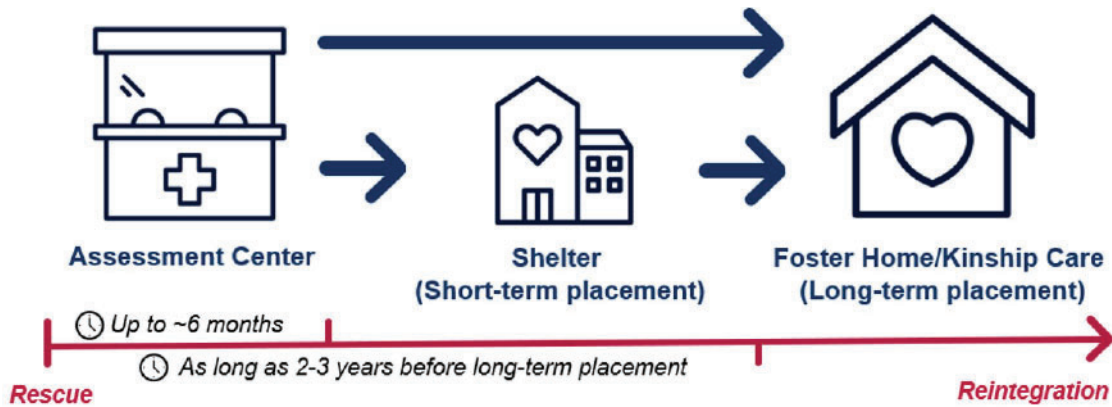 Assessment Center
Shelter
(Short-term placement)
Foster Home/Kinship Care
(Long-term placement)
Up to ~6 months
As long as 2-3 years before long-term placement
Rescue
Reintegration